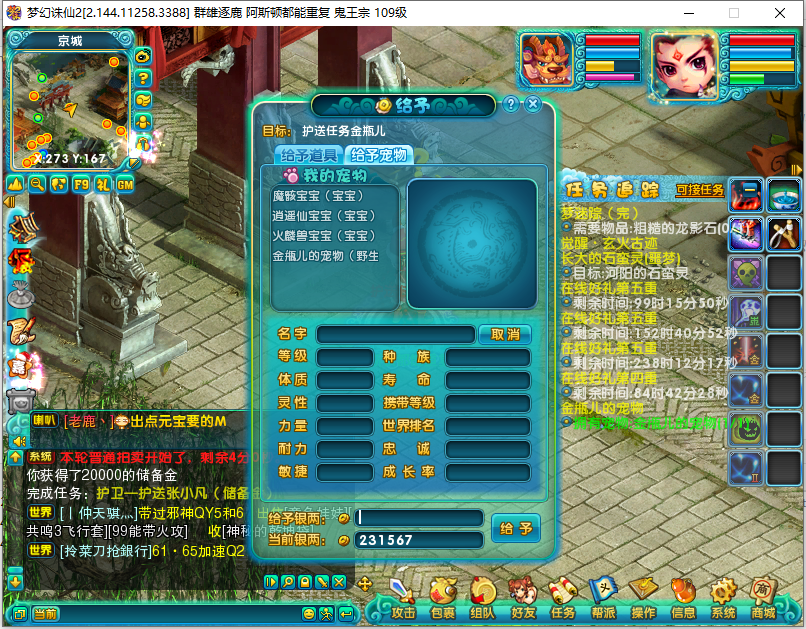 梦幻诛仙2[2.144.11258.3388] 群雄逐鹿 阿斯顿都能重复 鬼王宗 109级
京城
X:273 Y:167
F9
礼
GM
给予
目标： 护送任务金瓶儿
给予道具 给予宠物
我的宠物
魔骸宝宝（宝宝）
逍遥仙宝宝（宝宝）
火麟兽宝宝（宝宝）
金瓶儿的宠物（野生
名字 取消
等级 种族
体质 寿命
灵性 携带等级
力量 世界排名
耐力 忠诚
敏捷 成长率
给予银两：
当前银两： 231567
给予
任务追踪 可接任务
需要物品:粗糙的龙影石(0/1)
觉醒·玄火古迹
长大的石蛮灵(噩梦)
目标:河阳的石蛮灵
在线好礼第五重
剩余时间:99时15分50秒
在线好礼第五重
剩余时间:152时40分52秒
在线好礼第五重
剩余时间:238时12分17秒
在线好礼第四重
剩余时间:84时42分28秒
金瓶儿的宠物
喇叭 [老鹿丶] 出点元宝要的M
系统 本轮普通拍卖开始了，剩余4分
你获得了20000的储备金
完成任务：护卫一护送张小凡（储备金）
世界 [丨仲天骐灬]带过邪神QY5和6
共鸣3飞行套][99能带火攻] 收[神秘
世界 [拎菜刀抢銀行]61·65加速Q2
当前
攻击 包裹 组队 好友 任务 帮派 操作 信息 系统 商城